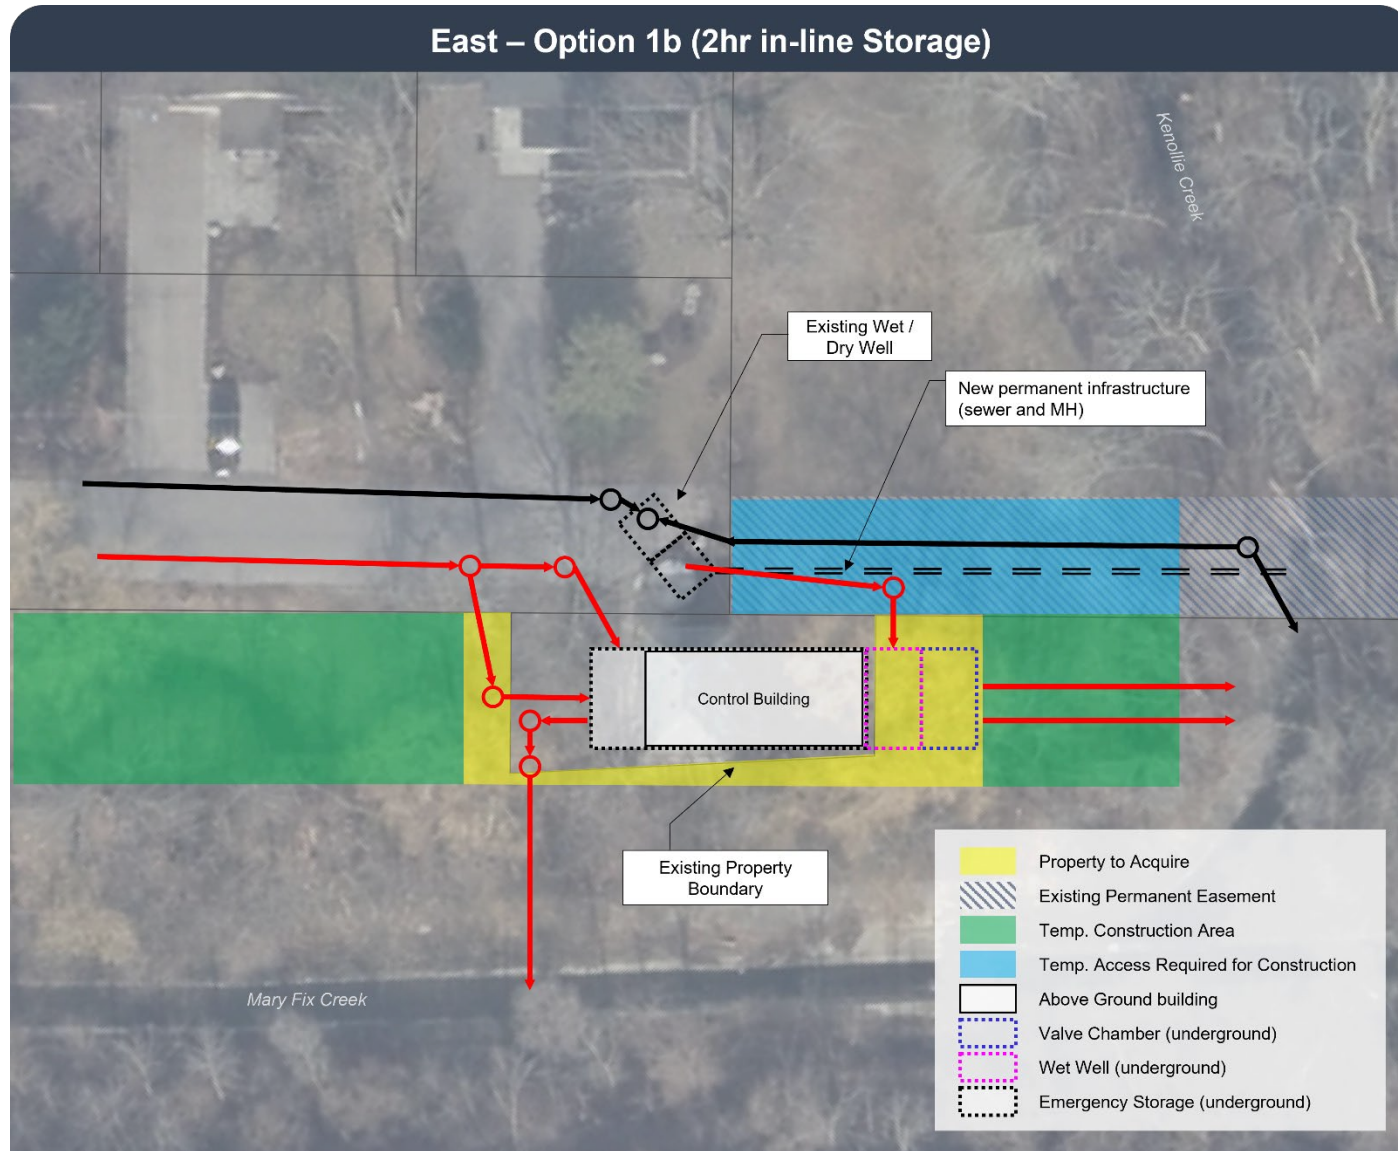 East – Option 1b (2hr in-line Storage)
Kenollie Creek
Existing Wet /
Dry Well
New permanent infrastructure
(sewer and MH)
Control Building
Existing Property
Boundary
Mary Fix Creek
Property to Acquire
Existing Permanent Easement
Temp. Construction Area
Temp. Access Required for Construction
Above Ground building
Valve Chamber (underground)
Wet Well (underground)
Emergency Storage (underground)